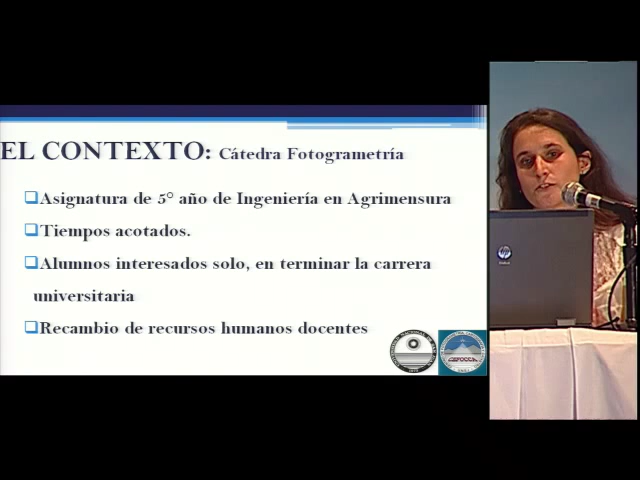 EL CONTEXTO: Cátedra Fotogrametría
❑Asignatura de 5° año de Ingeniería en Agrimensura
❑Tiempos acotados.
❑Alumnos interesados solo, en terminar la carrera
universitaria
❑Recambio de recursos humanos docentes
hp